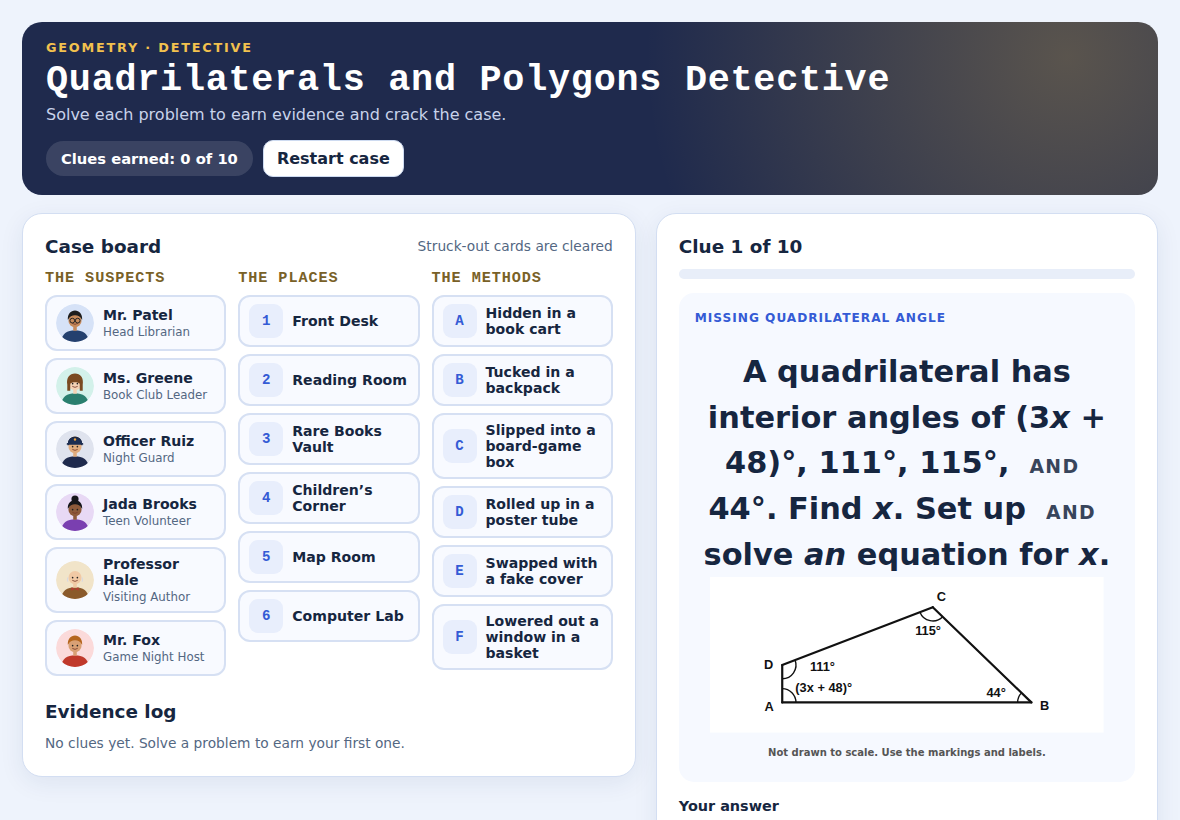 GEOMETRY · DETECTIVE
Quadrilaterals and Polygons Detective
Solve each problem to earn evidence and crack the case.
Clues earned: 0 of 10
Restart case
Case board
Struck-out cards are cleared
THE SUSPECTS
Mr. Patel
Head Librarian
Ms. Greene
Book Club Leader
Officer Ruiz
Night Guard
Jada Brooks
Teen Volunteer
Professor
Hale
Visiting Author
Mr. Fox
Game Night Host
THE PLACES
1
Front Desk
2
Reading Room
3
Rare Books
Vault
4
Children’s
Corner
5
Map Room
6
Computer Lab
THE METHODS
A
Hidden in a
book cart
B
Tucked in a
backpack
C
Slipped into a
board-game
box
D
Rolled up in a
poster tube
E
Swapped with
a fake cover
F
Lowered out a
window in a
basket
Evidence log
No clues yet. Solve a problem to earn your first one.
Clue 1 of 10
MISSING QUADRILATERAL ANGLE
A quadrilateral has
interior angles of (3x +
48)°, 111°, 115°, AND
44°. Find x. Set up AND
solve an equation for x.
C
115°
D
111°
(3x + 48)°
44°
A
B
Not drawn to scale. Use the markings and labels.
Your answer